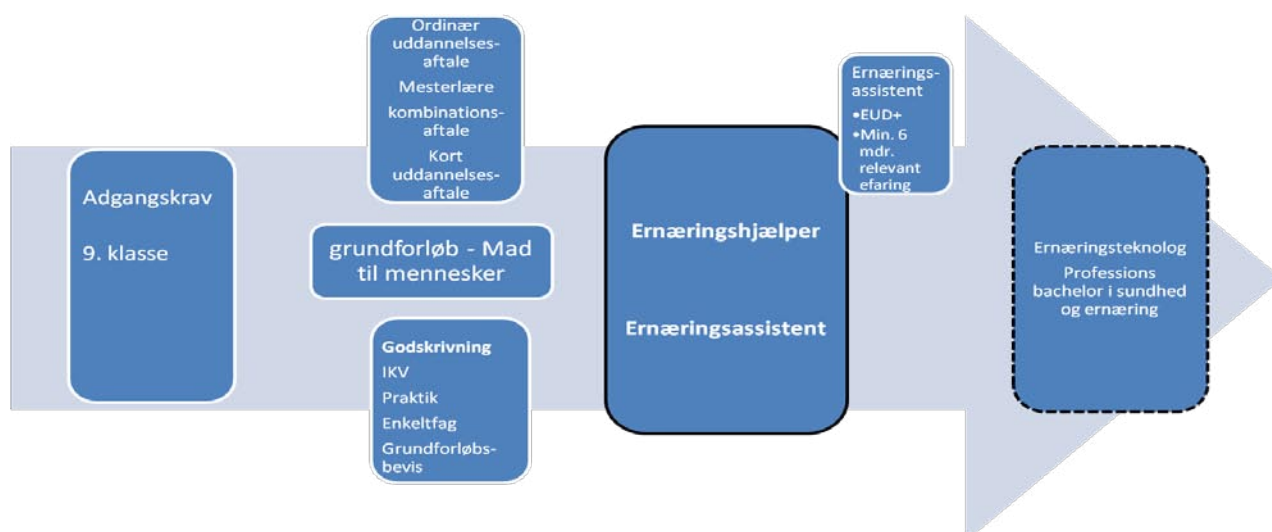 Adgangskrav
9. klasse
Ordinær
uddannelses-
aftale
Mesterlære
kombinations-
aftale
Kort
uddannelses-
aftale
grundforløb - Mad
til mennesker
Godskrivning
IKV
Praktik
Enkeltfag
Grundforløbs-
bevis
Ernæringshjælper
Ernæringsassistent
Ernærings-
assistent
•EUD+
•Min. 6
mdr.
relevant
efaring
Ernæringsteknolog
Professions
bachelor i sundhed
og ernæring